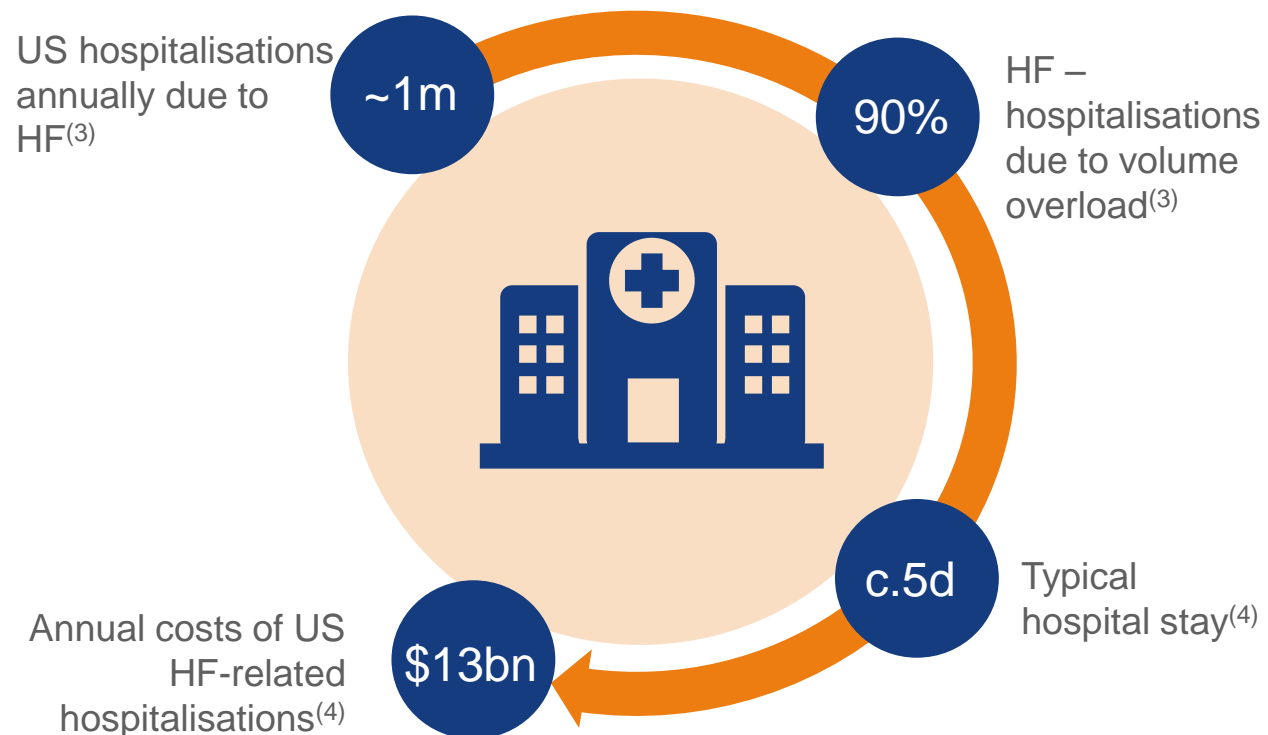 US hospitalisations
annually due to
HF(3)
~1m
90%
HF –
hospitalisations
due to volume
overload(3)
c.5d
Typical
hospital stay(4)
Annual costs of US
HF-related
hospitalisations(4)
$13bn